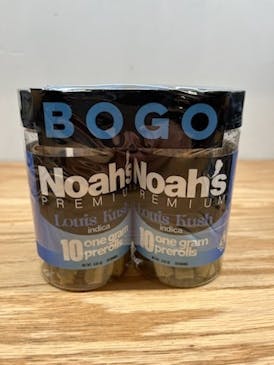 BOGO
Noah's
PREMIUM
Louis Kush
indica
10 one gram
prerolls
Noah's
PREMIUM
Louis Kush
indica
10 one gram
prerolls